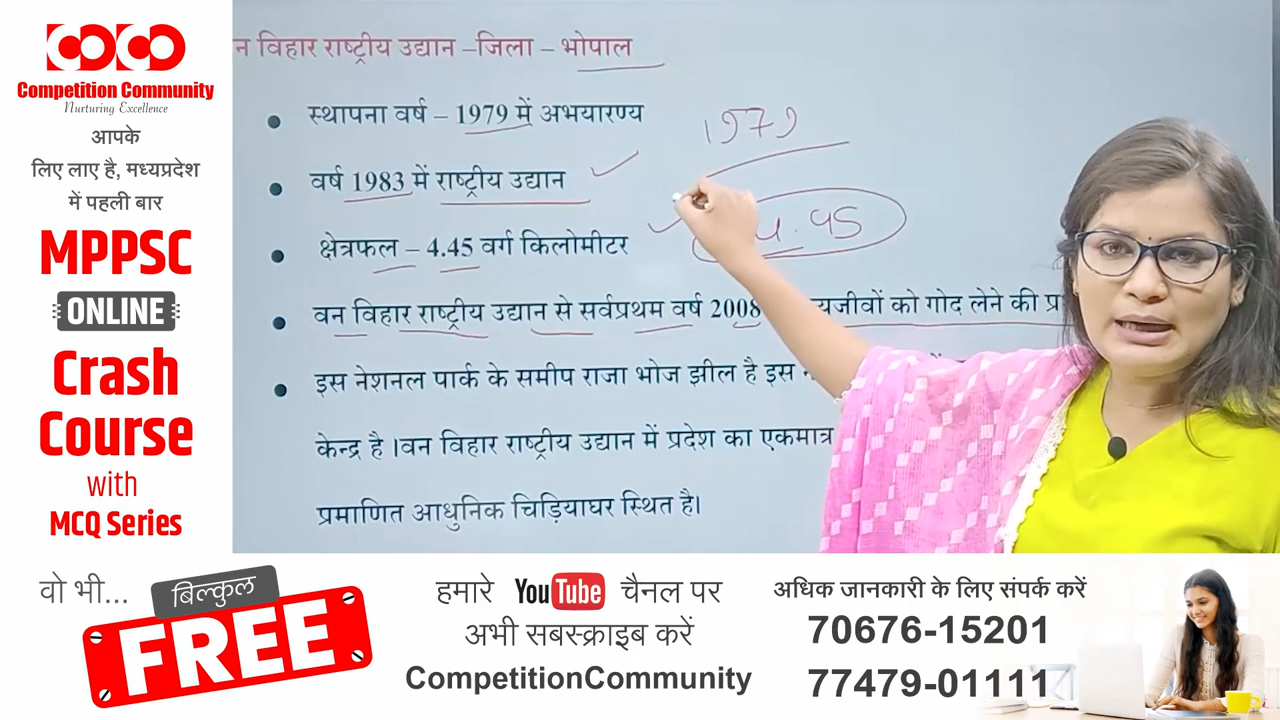 COCO
Competition Community
Nurturing Excellence
आपके
लिए लाए है, मध्यप्रदेश
में पहली बार
MPPSC
ONLINE
Crash
Course
with
MCQ Series
न विहार राष्ट्रीय उद्यान –जिला – भोपाल
स्थापना वर्ष – 1979 में अभयारण्य
1979
वर्ष 1983 में राष्ट्रीय उद्यान
क्षेत्रफल – 4.45 वर्ग किलोमीटर
4.45
वन विहार राष्ट्रीय उद्यान से सर्वप्रथम वर्ष 2008 यजीवों को गोद लेने की प्र
इस नेशनल पार्क के समीप राजा भोज झील है इस
केन्द्र है ।वन विहार राष्ट्रीय उद्यान में प्रदेश का एकमात्र
प्रमाणित आधुनिक चिड़ियाघर स्थित है।
वो भी...
बिल्कुल
FREE
हमारे YouTube चैनल पर
अभी सबस्क्राइब करें
CompetitionCommunity
अधिक जानकारी के लिए संपर्क करें
70676-15201
77479-01111